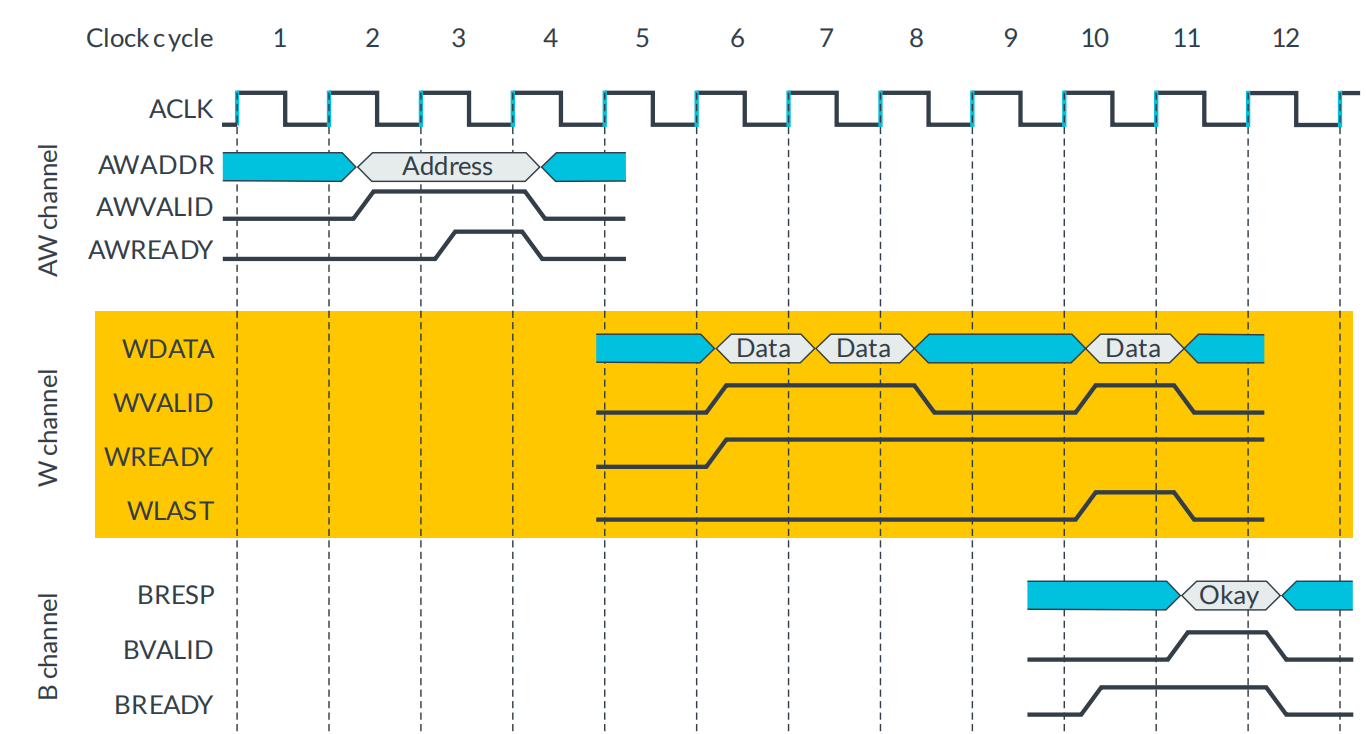 Clock cycle 1 2 3 4 5 6 7 8 9 10 11 12
ACLK
AW channel
AWADDR Address
AWVALID
AWREADY
W channel
WDATA Data Data Data
WVALID
WREADY
WLAST
B channel
BRESP Okay
BVALID
BREADY